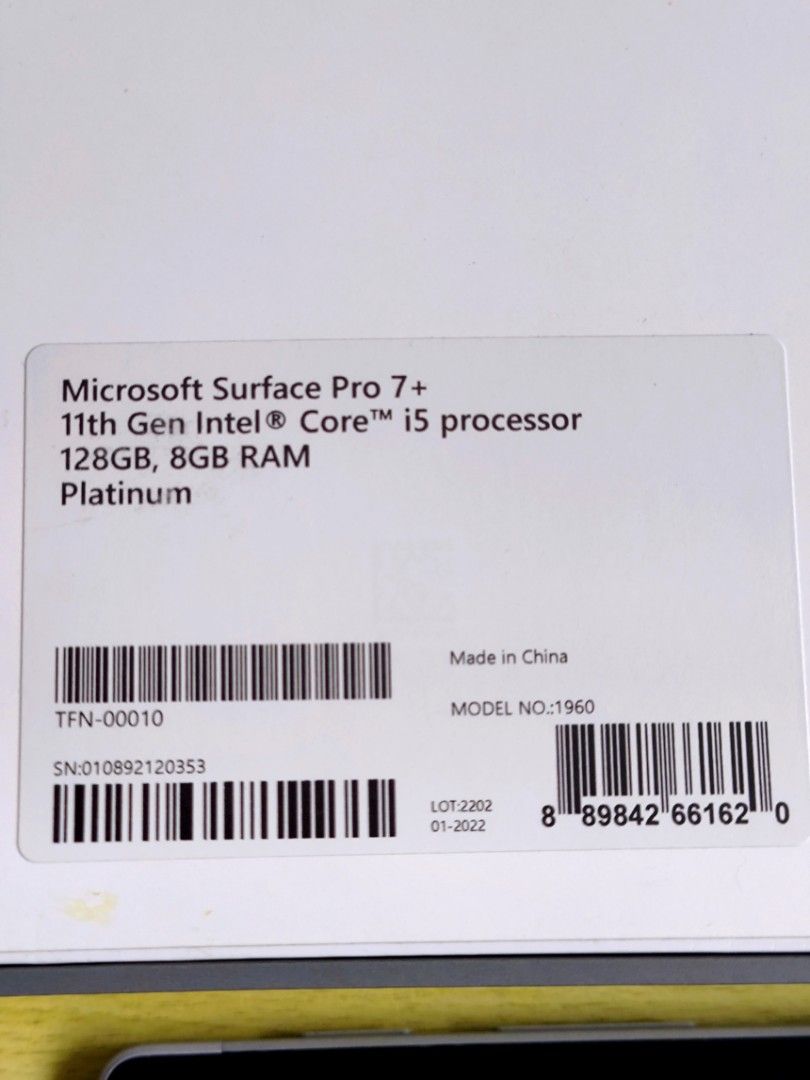 Microsoft Surface Pro 7+
11th Gen Intel® Core™ i5 processor
128GB, 8GB RAM
Platinum
TFN-00010
SN:010892120353
Made in China
MODEL NO.:1960
LOT:2202
01-2022
8 89842 66162 0